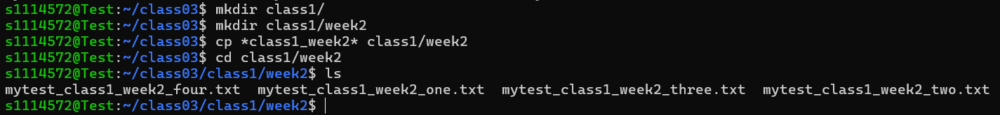 s1114572@Test:~/class03$ mkdir class1/
s1114572@Test:~/class03$ mkdir class1/week2
s1114572@Test:~/class03$ cp *class1_week2* class1/week2
s1114572@Test:~/class03$ cd class1/week2
s1114572@Test:~/class03/class1/week2$ ls
mytest_class1_week2_four.txt  mytest_class1_week2_one.txt  mytest_class1_week2_three.txt  mytest_class1_week2_two.txt
s1114572@Test:~/class03/class1/week2$